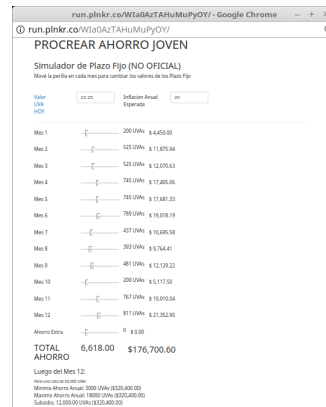 run.plnkr.co/WIa0AzTAHuMuPyOY/ - Google Chrome
run.plnkr.co/WIa0AzTAHuMuPyOY/
PROCREAR AHORRO JOVEN
Simulador de Plazo Fijo (NO OFICIAL)
Mové la perilla en cada mes para cambiar los valores de los Plazo Fijo
Valor UVA HOY 22.25 Inflacion Anual Esperada 20
Mes 1 200 UVAs $ 4,450.00
Mes 2 525 UVAs $ 11,875.94
Mes 3 525 UVAs $ 12,070.63
Mes 4 745 UVAs $ 17,405.06
Mes 5 745 UVAs $ 17,681.33
Mes 6 789 UVAs $ 19,018.19
Mes 7 437 UVAs $ 10,695.58
Mes 8 393 UVAs $ 9,764.41
Mes 9 481 UVAs $ 12,129.22
Mes 10 200 UVAs $ 5,117.50
Mes 11 767 UVAs $ 19,910.04
Mes 12 811 UVAs $ 21,352.95
Ahorro Extra 0 $ 0.00
TOTAL AHORRO 6,618.00 $176,700.60
Luego del Mes 12:
Para una casa de
Minimo Ahorro Anual: 3000 UVAs ($320,400.00)
Maximo Ahorro Anual: 18000 UVAs ($320,400.00)
Subsidio: 12,000.00 UVAs ($320,400.00)